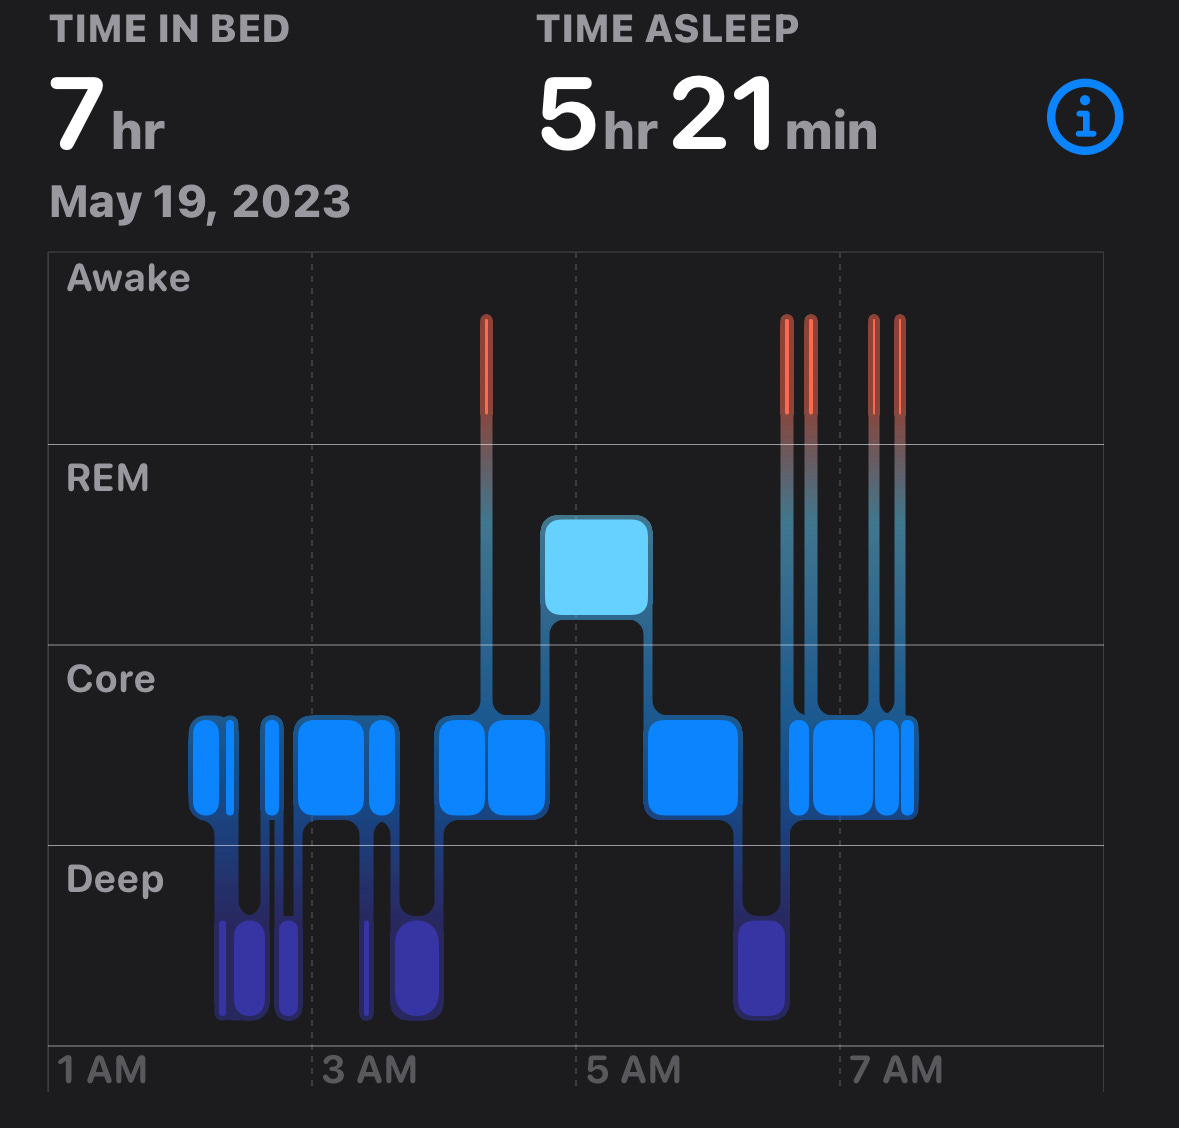 TIME IN BED
TIME ASLEEP
7 hr
5 hr 21 min
May 19, 2023
Awake
REM
Core
Deep
1 AM
3 AM
5 AM
7 AM